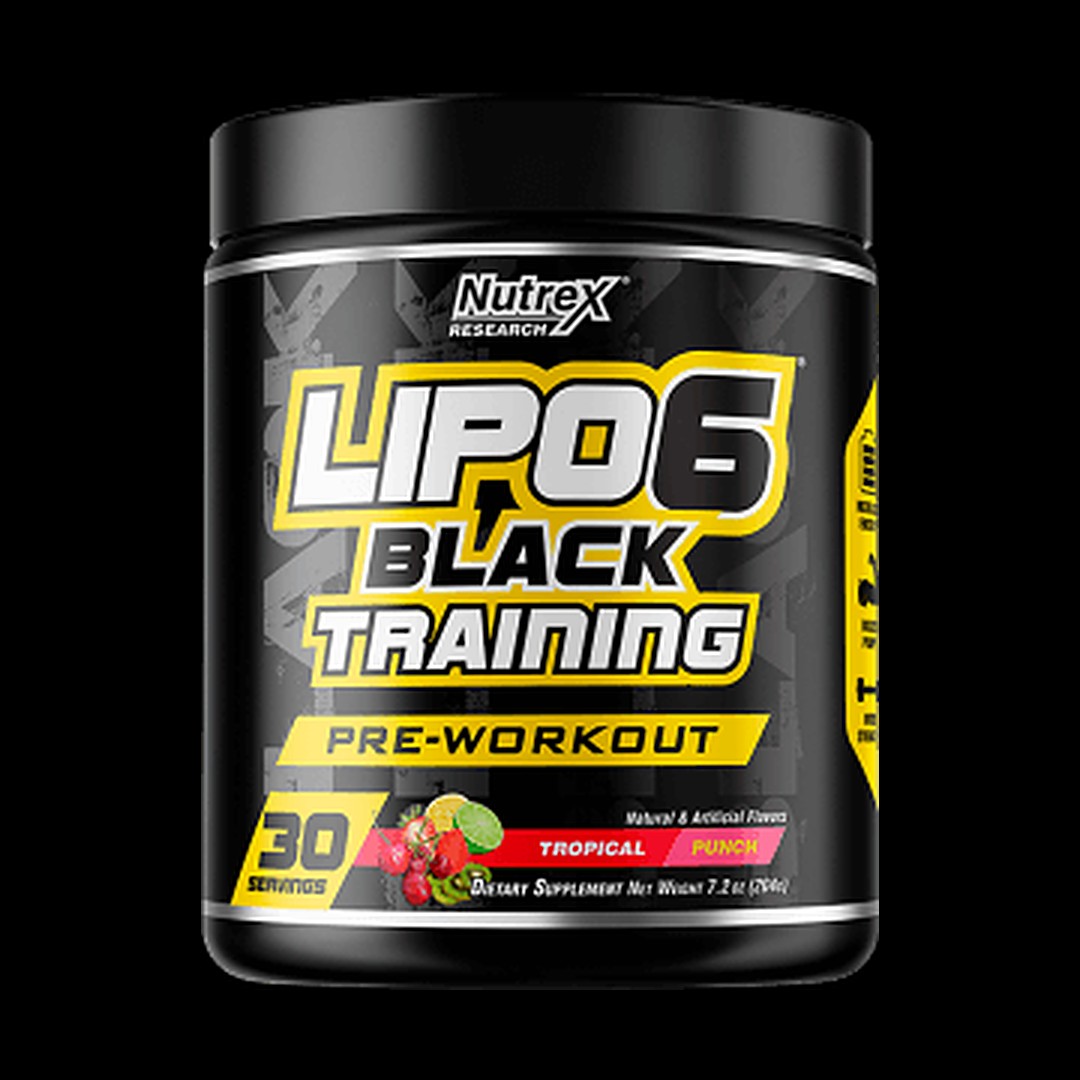 Nutrex®
RESEARCH
LIPO6
BLACK
TRAINING
PRE-WORKOUT
30
SERVINGS
Natural & Artificial Flavors
TROPICAL PUNCH
DIETARY SUPPLEMENT NET WEIGHT 7.2 OZ (204G)